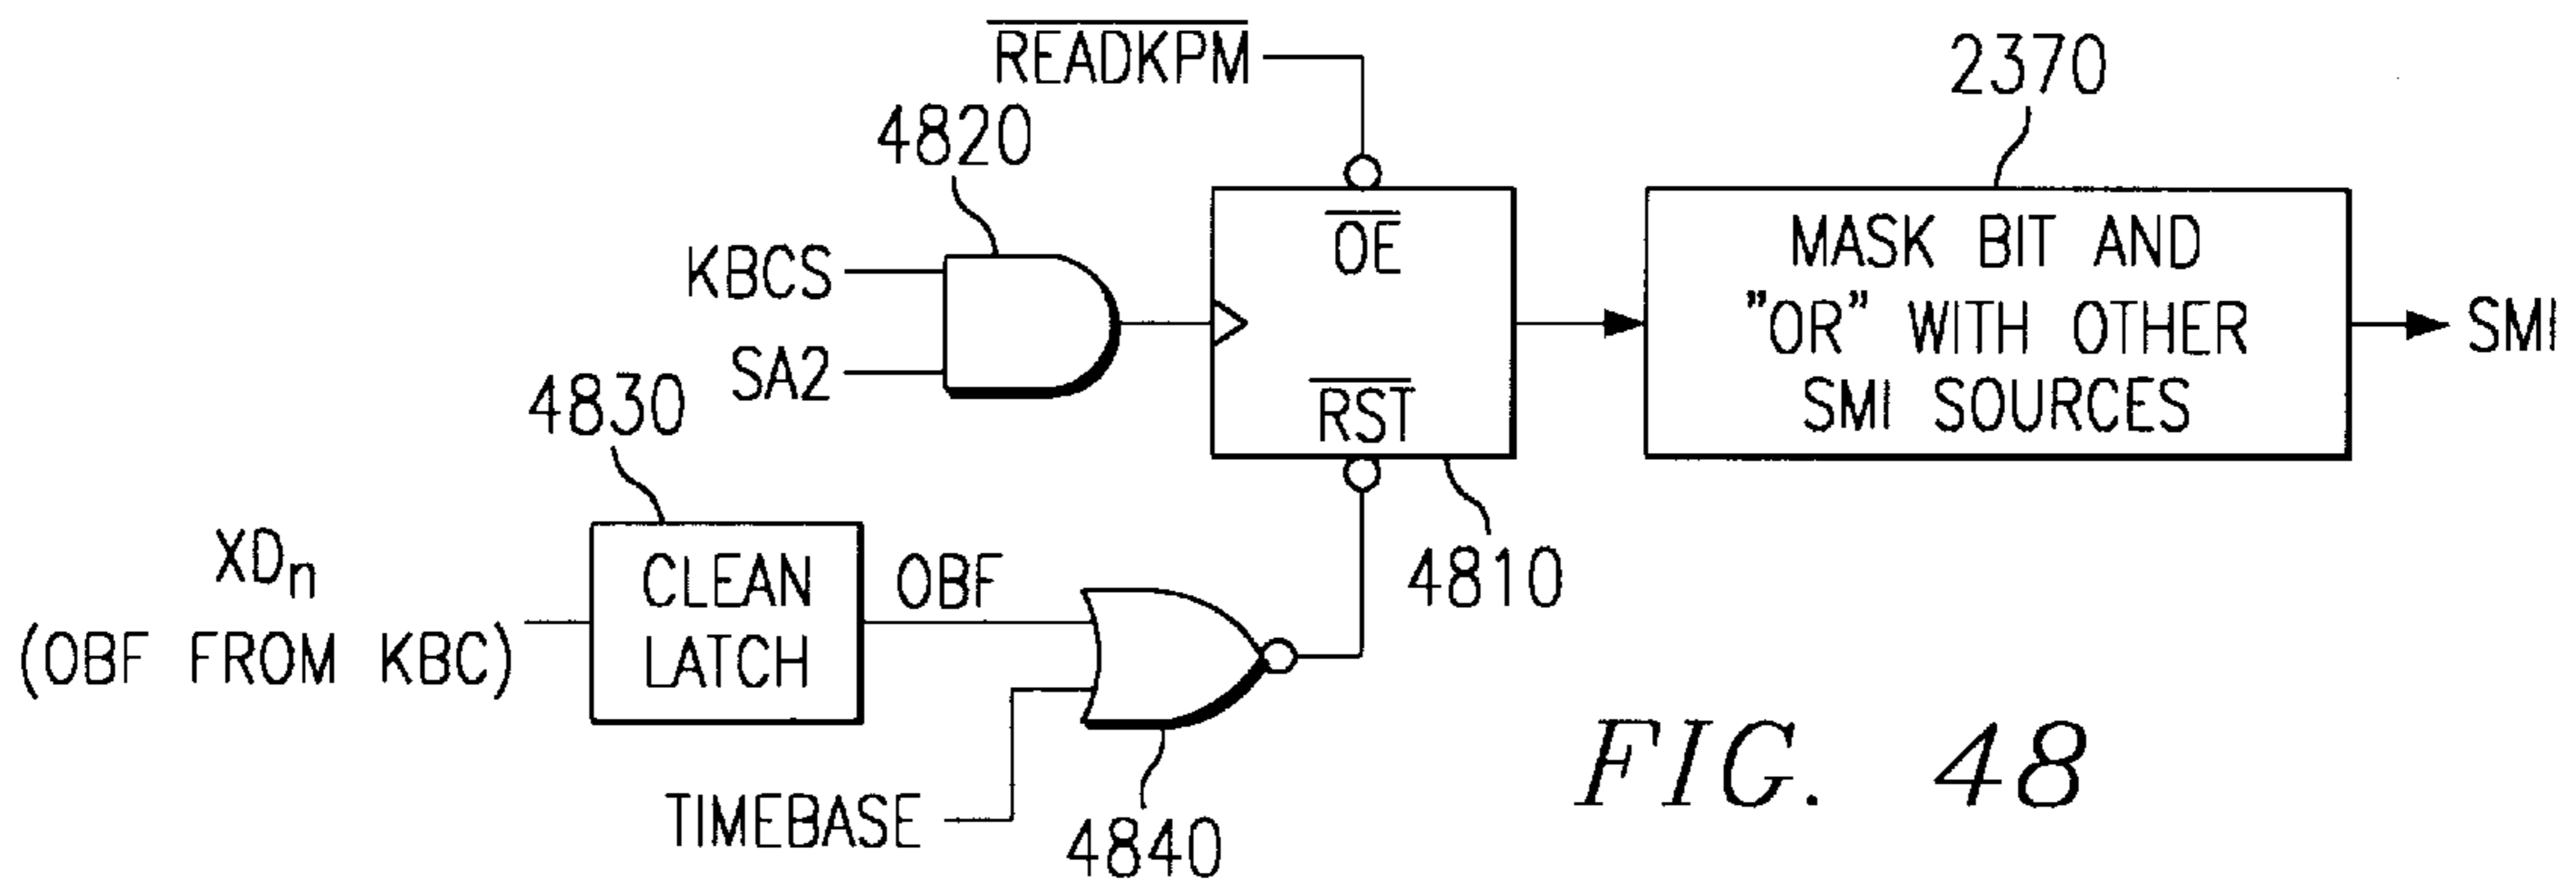 READKPM
2370
4820
OE
MASK BIT AND
"OR" WITH OTHER
SMI SOURCES
KBCS
SMI
SA2
RST
4830
4810
XDn
(OBF FROM KBC)
CLEAN
LATCH
OBF
TIMEBASE
4840
FIG. 48